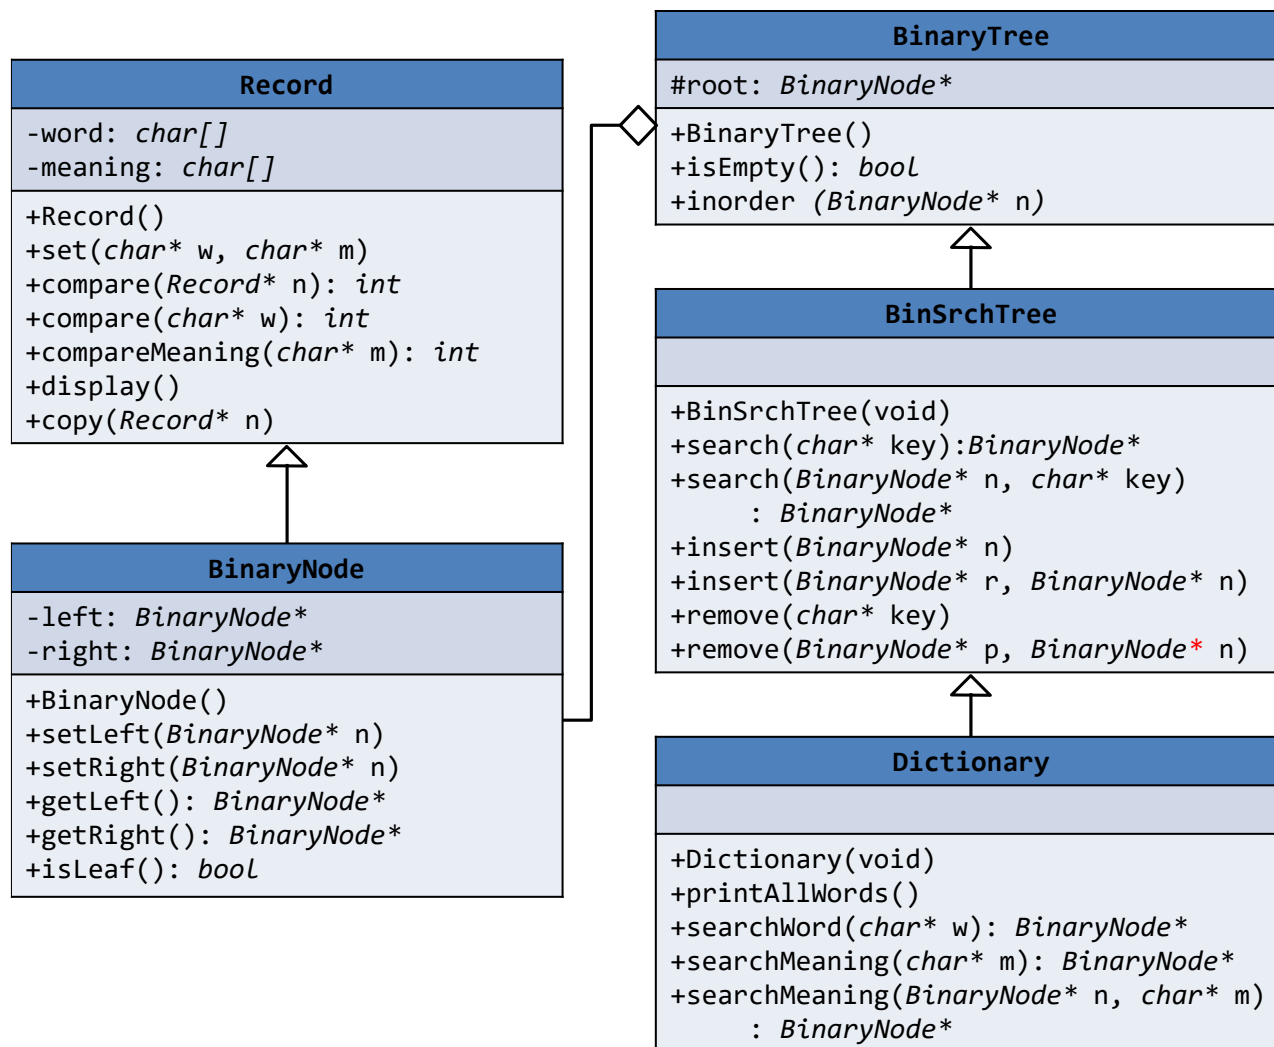 Record
-word: char[]
-meaning: char[]
+Record()
+set(char* w, char* m)
+compare(Record* n): int
+compare(char* w): int
+compareMeaning(char* m): int
+display()
+copy(Record* n)
BinaryNode
-left: BinaryNode*
-right: BinaryNode*
+BinaryNode()
+setLeft(BinaryNode* n)
+setRight(BinaryNode* n)
+getLeft(): BinaryNode*
+getRight(): BinaryNode*
+isLeaf(): bool
BinaryTree
#root: BinaryNode*
+BinaryTree()
+isEmpty(): bool
+inorder (BinaryNode* n)
BinSrchTree
+BinSrchTree(void)
+search(char* key):BinaryNode*
+search(BinaryNode* n, char* key)
: BinaryNode*
+insert(BinaryNode* n)
+insert(BinaryNode* r, BinaryNode* n)
+remove(char* key)
+remove(BinaryNode* p, BinaryNode* n)
Dictionary
+Dictionary(void)
+printAllWords()
+searchWord(char* w): BinaryNode*
+searchMeaning(char* m): BinaryNode*
+searchMeaning(BinaryNode* n, char* m)
: BinaryNode*